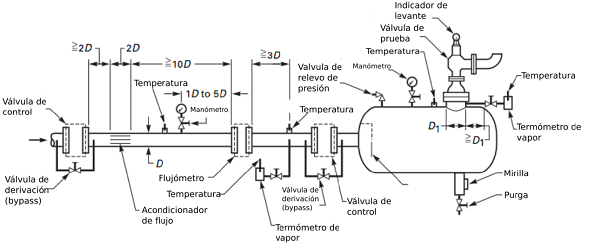 Indicador de
levante
Válvula de
prueba
Temperatura
≧2D
2D
≧10D
≧3D
1D to 5D
Temperatura
Manómetro
Valvula de
relevo de
presión
Manómetro
Temperatura
Válvula de
control
Temperatura
D₁
≧D₁
Termómetro de
vapor
D
Flujómetro
Válvula de
derivación
(bypass)
Acondicionador
de flujo
Temperatura
Termómetro de
vapor
Válvula de
derivación
(bypass)
Válvula de
control
Mirilla
Purga